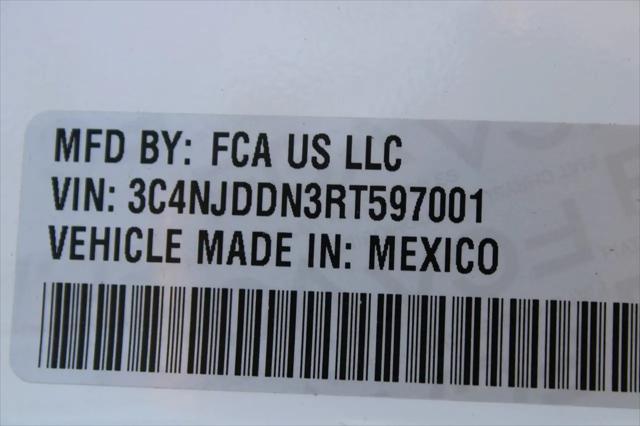 MFD BY: FCA US LLC
VIN: 3C4NJDDN3RT597001
VEHICLE MADE IN: MEXICO